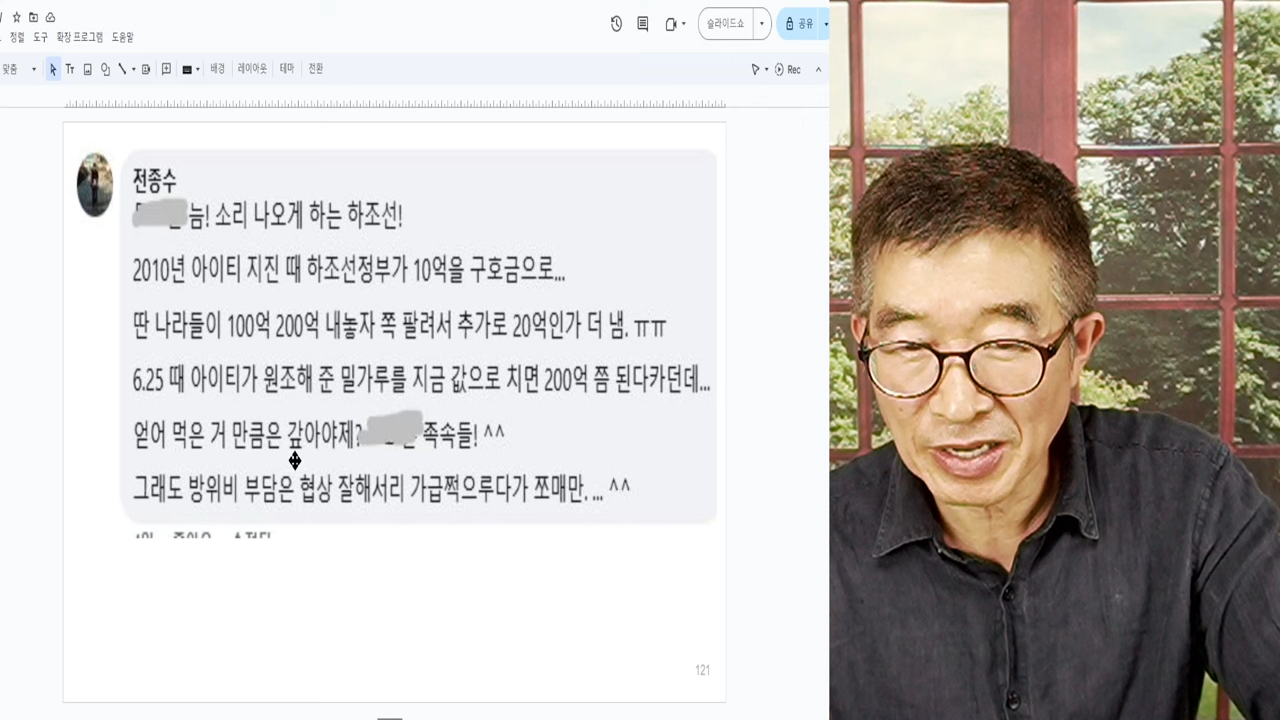 정렬 도구 확장 프로그램 도움말
슬라이드쇼
공유
맞춤
Tr
배경 레이아웃 테마 전환
Rec
전종수
늠! 소리 나오게 하는 하조선!
2010년 아이티 지진 때 하조선정부가 10억을 구호금으로...
딴 나라들이 100억 200억 내놓자 쪽 팔려서 추가로 20억인가 더 냄. ㅠㅠ
6.25 때 아이티가 원조해 준 밀가루를 지금 값으로 치면 200억 쯤 된다카던데...
얻어 먹은 거 만큼은 갚아야제? 족속들! ^^
그래도 방위비 부담은 협상 잘해서리 가급쩍으루다가 쪼매만. ... ^^
121